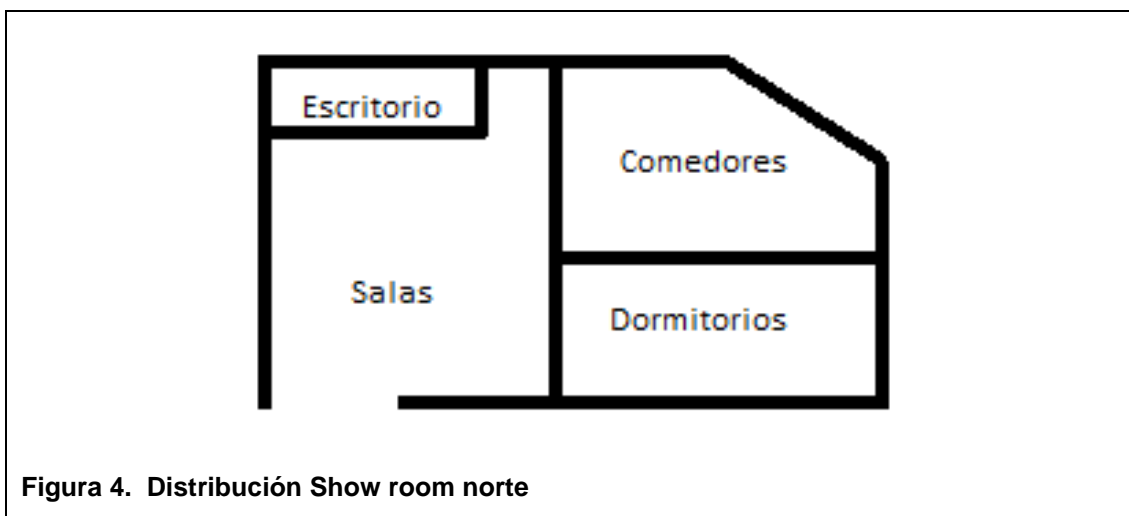 Escritorio
Comedores
Salas
Dormitorios
Figura 4. Distribución Show room norte